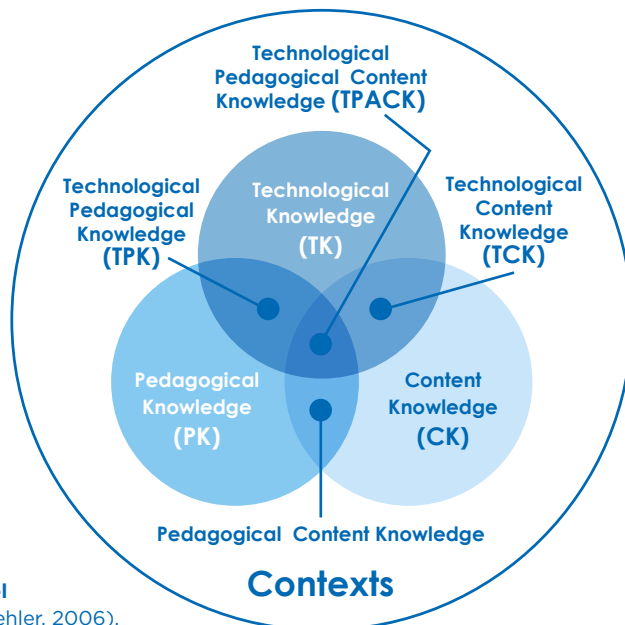 Technological
Pedagogical Content
Knowledge (TPACK)
Technological
Pedagogical
Knowledge
(TPK)
Technological
Knowledge
(TK)
Technological
Content
Knowledge
(TCK)
Pedagogical
Knowledge
(PK)
Content
Knowledge
(CK)
Pedagogical Content Knowledge
Contexts
2006).